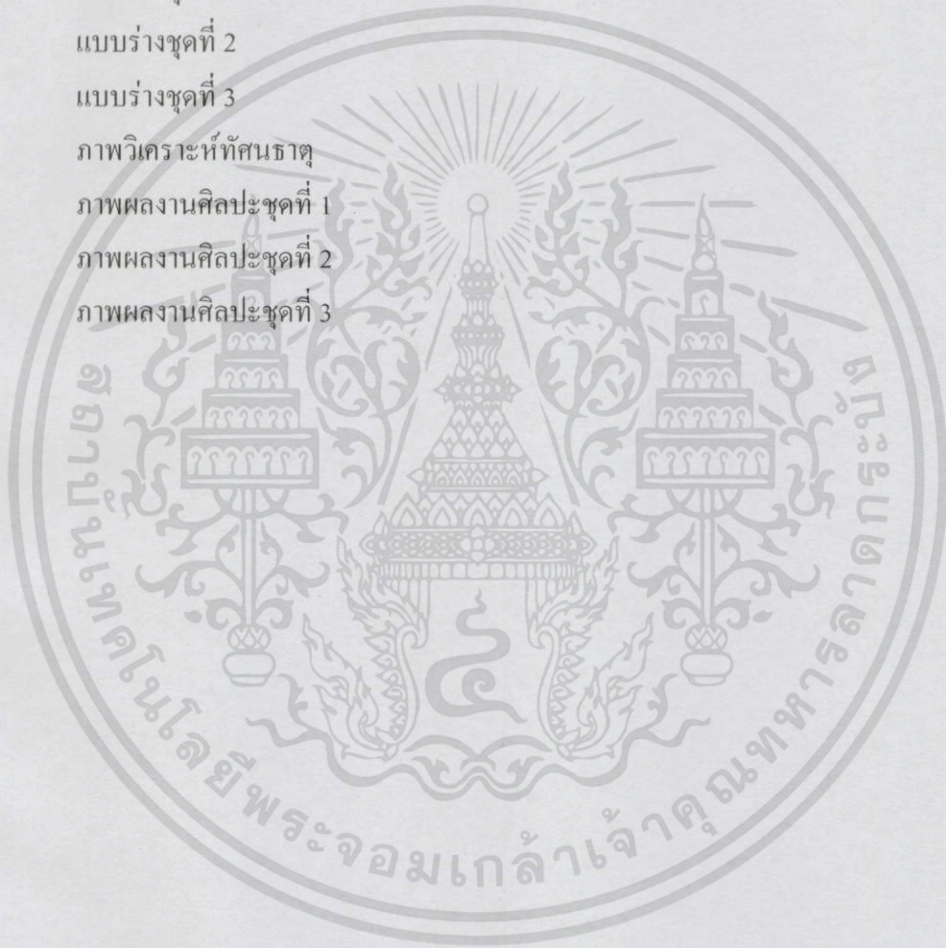 แบบร่างชุดที่ 2
แบบร่างชุดที่ 3
ภาพวิเคราะห์ทัศนธาตุ
ภาพผลงานศิลปะชุดที่ 1
ภาพผลงานศิลปะชุดที่ 2
ภาพผลงานศิลปะชุดที่ 3
สถาบันเทคโนโลยีพระจอมเกล้าเจ้าคุณทหารลาดกระบัง
๔